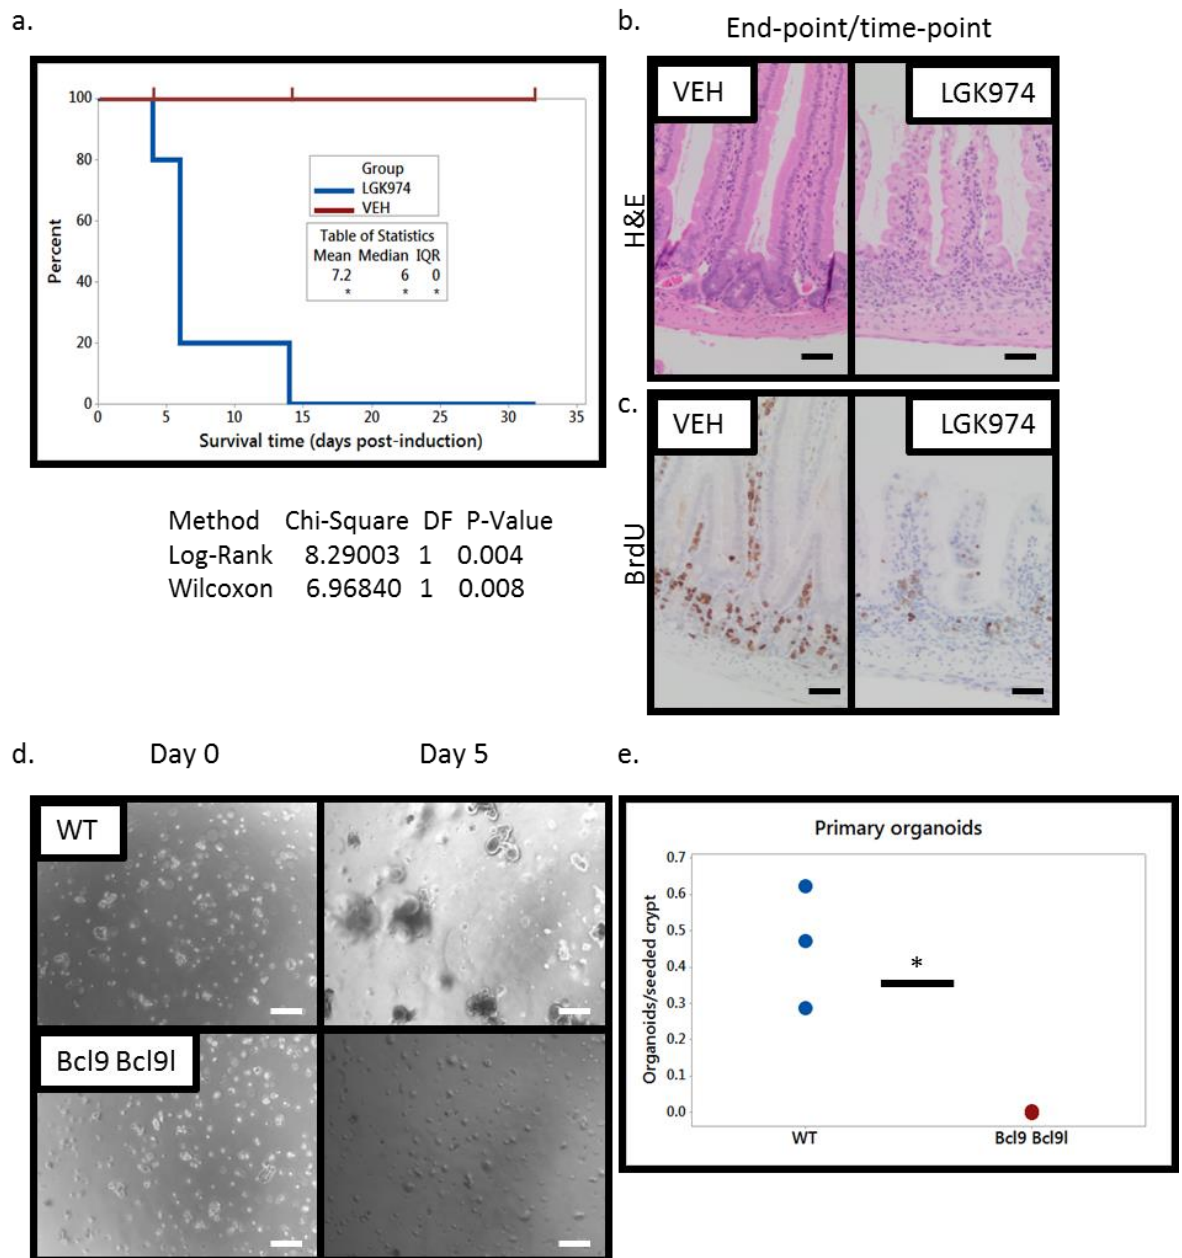 a.
100
80
60
40
20
0
Percent
0 5 10 15 20 25 30 35
Survival time (days post-induction)
Group
LGK974
VEH
Table of Statistics
Mean Median IQR
7.2 6 0
* * *
Method Chi-Square DF P-Value
Log-Rank 8.29003 1 0.004
Wilcoxon 6.96840 1 0.008
b.
End-point/time-point
VEH
LGK974
H&E
c.
VEH
LGK974
BrdU
d.
Day 0
Day 5
WT
Bcl9 Bcl9l
e.
Primary organoids
0.7
0.6
0.5
0.4
0.3
0.2
0.1
0.0
Organoids/seeded crypt
*
WT
Bcl9 Bcl9l